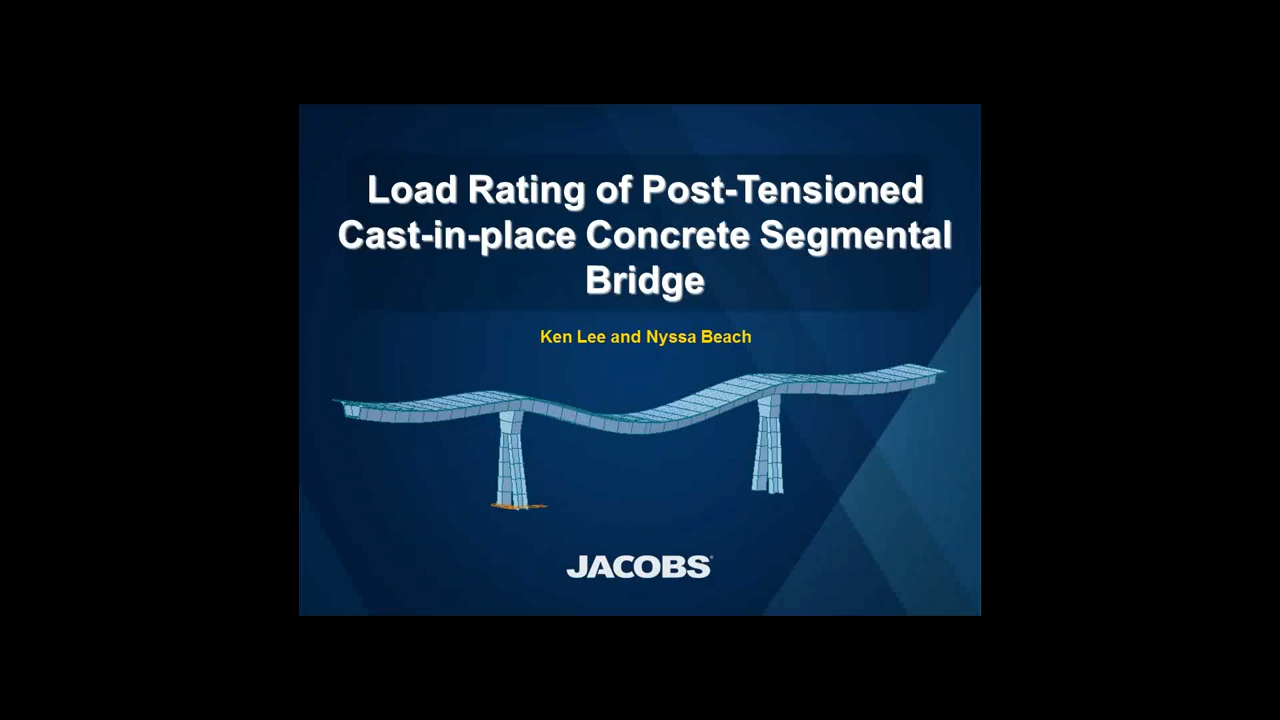 Load Rating of Post-Tensioned
Cast-in-place Concrete Segmental
Bridge
Ken Lee and Nyssa Beach
JACOBS